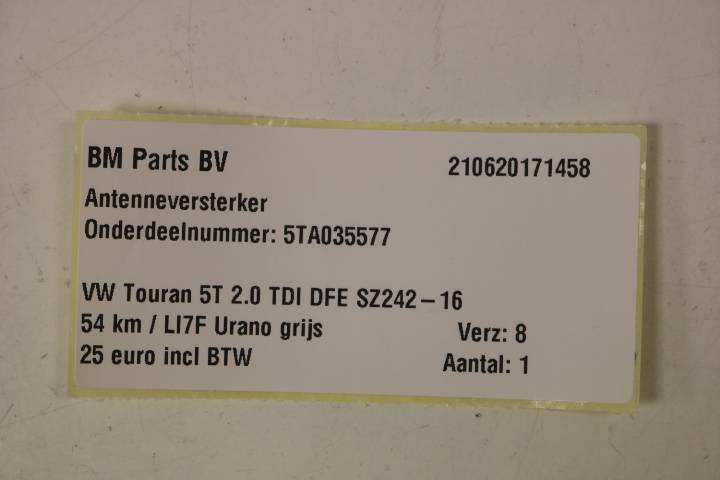 BM Parts BV 210620171458
Antenneversterker
Onderdeelnummer: 5TA035577
VW Touran 5T 2.0 TDI DFE SZ242-16
54 km / LI7F Urano grijs Verz: 8
25 euro incl BTW Aantal: 1